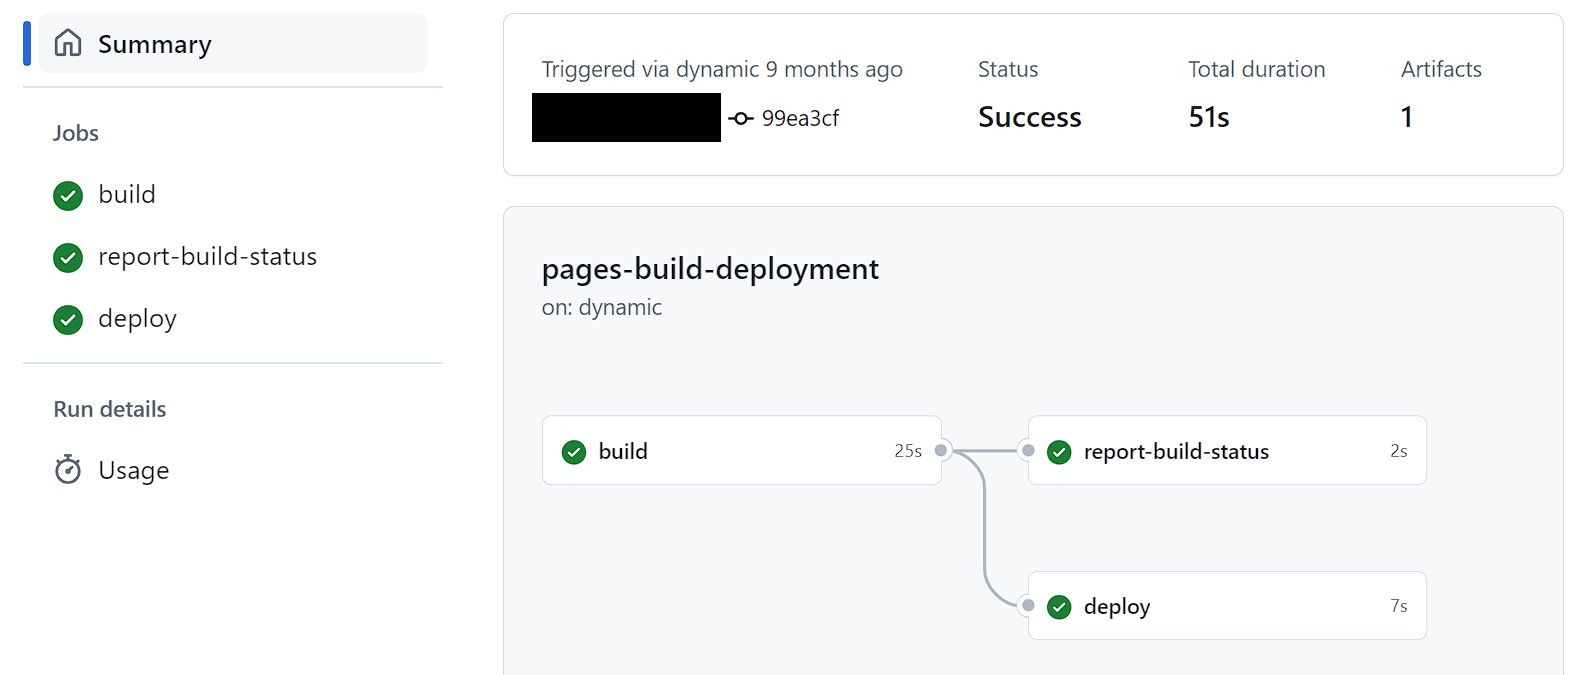 Summary
Jobs
build
report-build-status
deploy
Run details
Usage
Triggered via dynamic 9 months ago
99ea3cf
Status
Success
Total duration
51s
Artifacts
1
pages-build-deployment
on: dynamic
build 25s
report-build-status 2s
deploy 7s